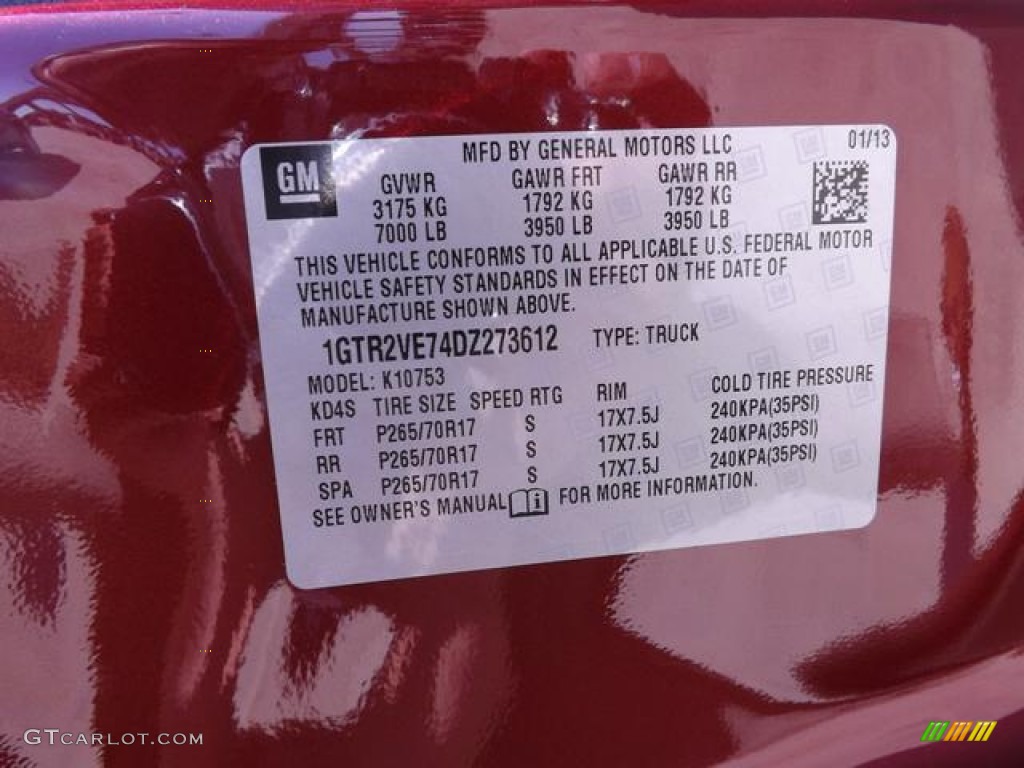 MFD BY GENERAL MOTORS LLC 01/13
GM
GVWR GAWR FRT GAWR RR
3175 KG 1792 KG 1792 KG
7000 LB 3950 LB 3950 LB
THIS VEHICLE CONFORMS TO ALL APPLICABLE U.S. FEDERAL MOTOR
VEHICLE SAFETY STANDARDS IN EFFECT ON THE DATE OF
MANUFACTURE SHOWN ABOVE.
1GTR2VE74DZ273612 TYPE: TRUCK
MODEL: K10753
KD4S TIRE SIZE SPEED RTG RIM COLD TIRE PRESSURE
FRT P265/70R17 S 17X7.5J 240KPA(35PSI)
RR P265/70R17 S 17X7.5J 240KPA(35PSI)
SPA P265/70R17 S 17X7.5J 240KPA(35PSI)
SEE OWNER'S MANUAL i FOR MORE INFORMATION.
GTCARLOT.COM